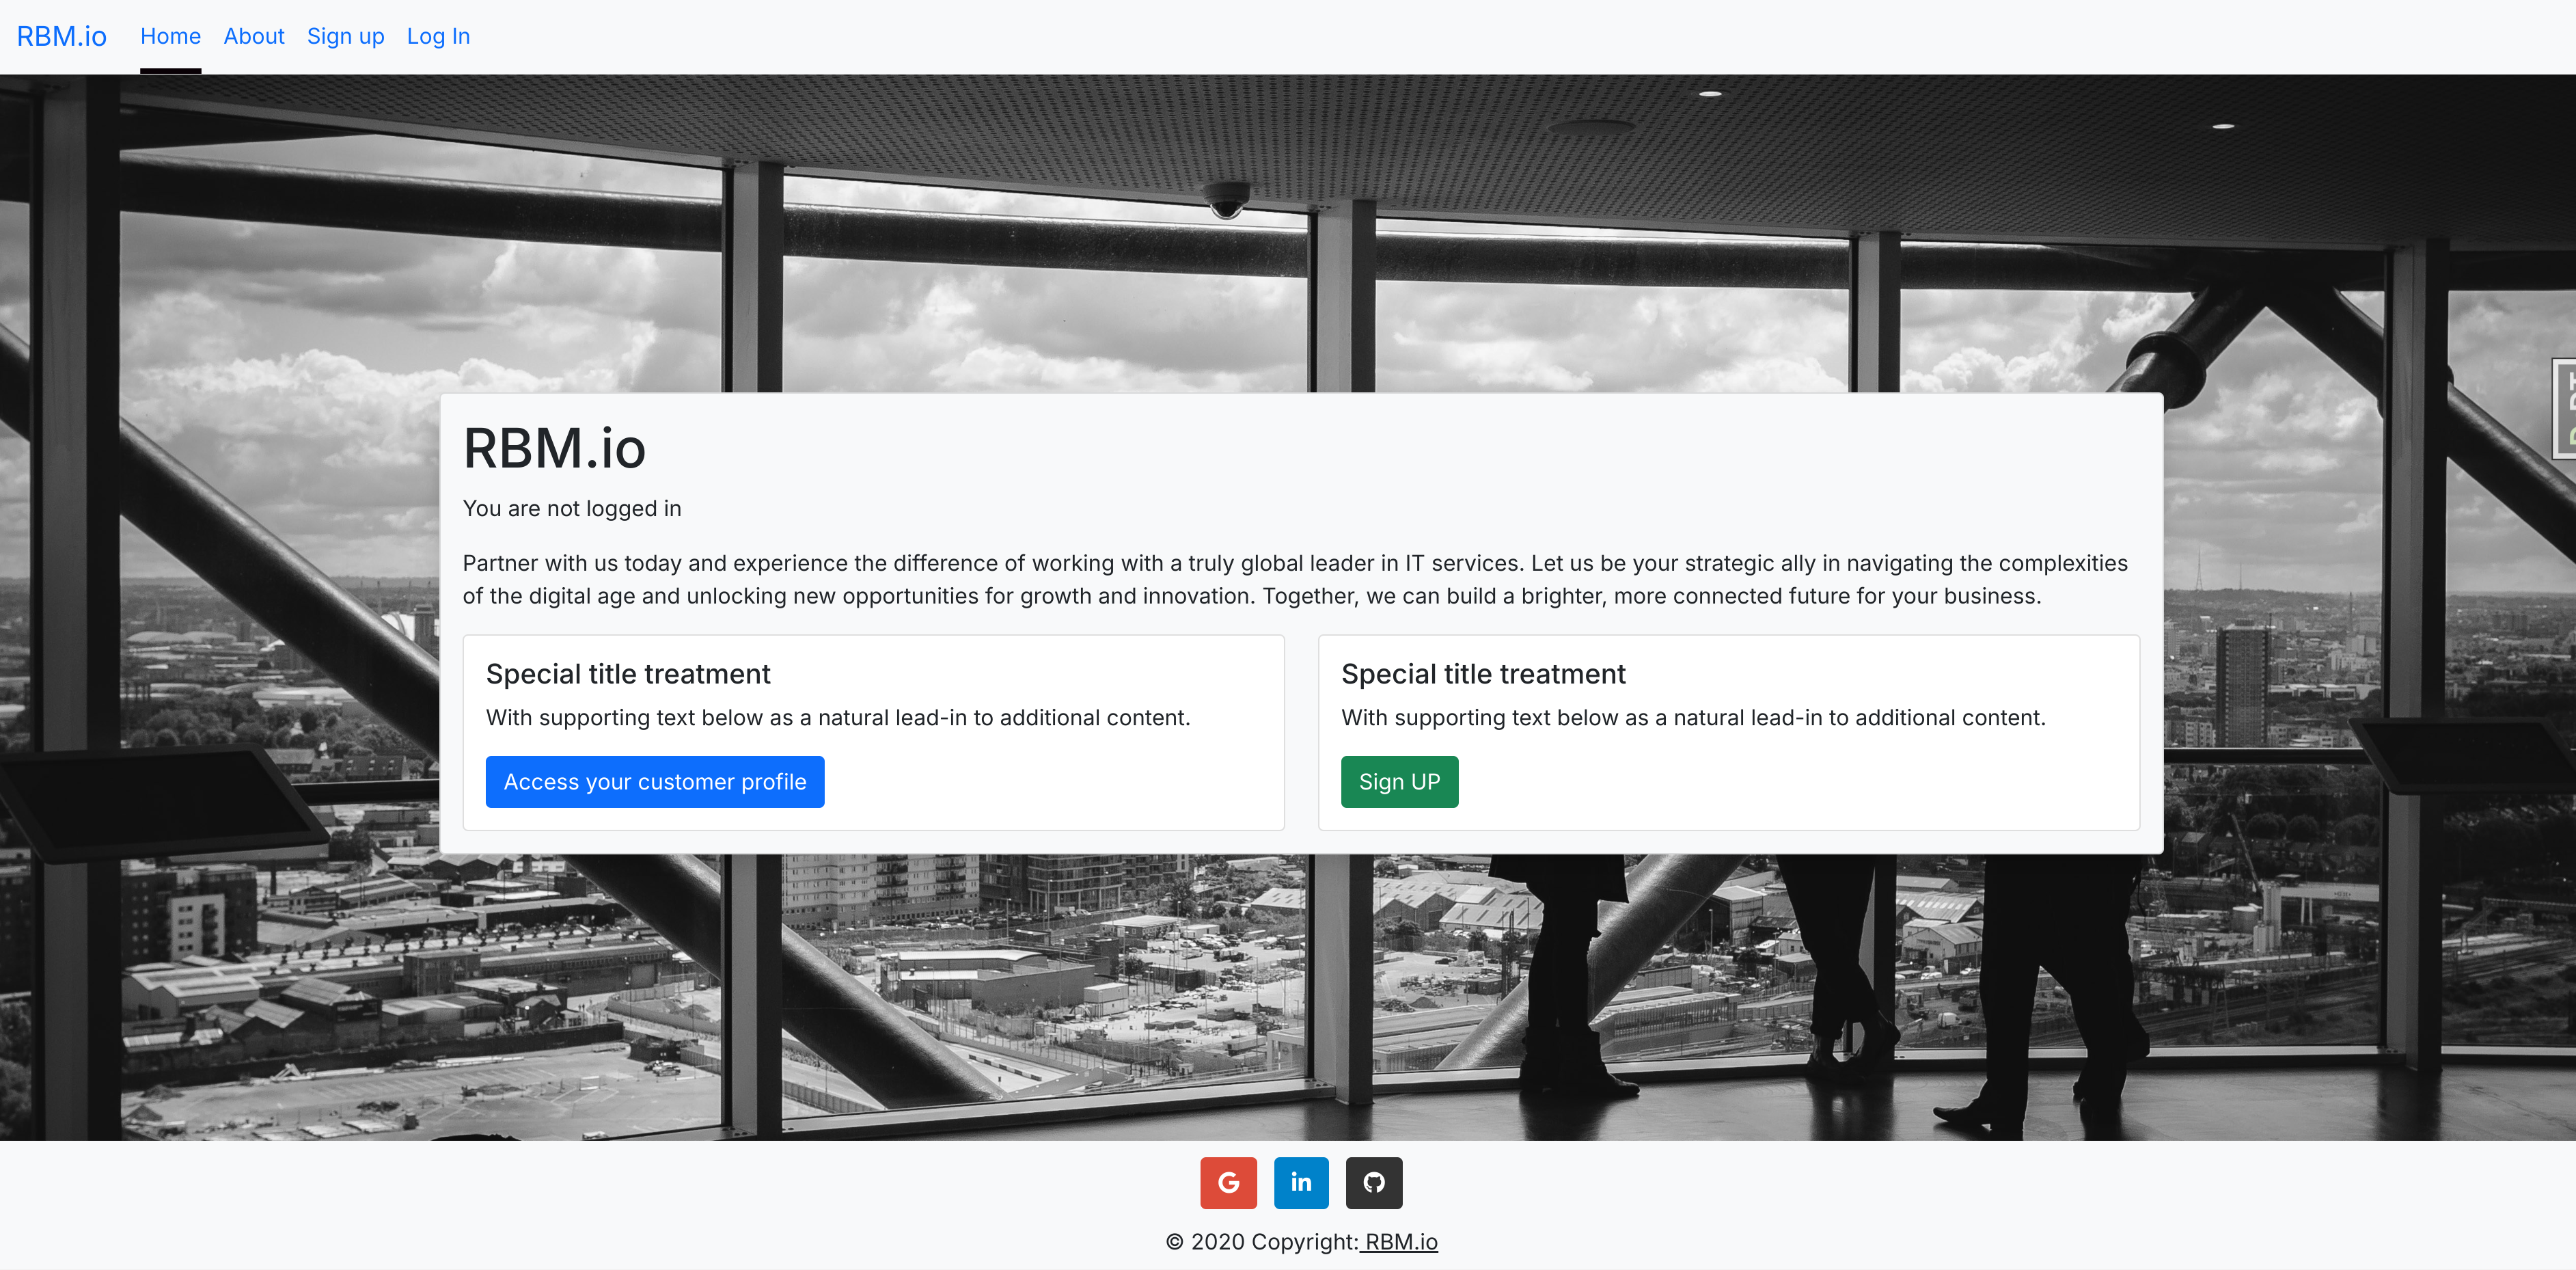 RBM.io Home About Sign up Log In
RBM.io
You are not logged in
Partner with us today and experience the difference of working with a truly global leader in IT services. Let us be your strategic ally in navigating the complexities
of the digital age and unlocking new opportunities for growth and innovation. Together, we can build a brighter, more connected future for your business.
Special title treatment
With supporting text below as a natural lead-in to additional content.
Access your customer profile
Special title treatment
With supporting text below as a natural lead-in to additional content.
Sign UP
© 2020 Copyright: RBM.io